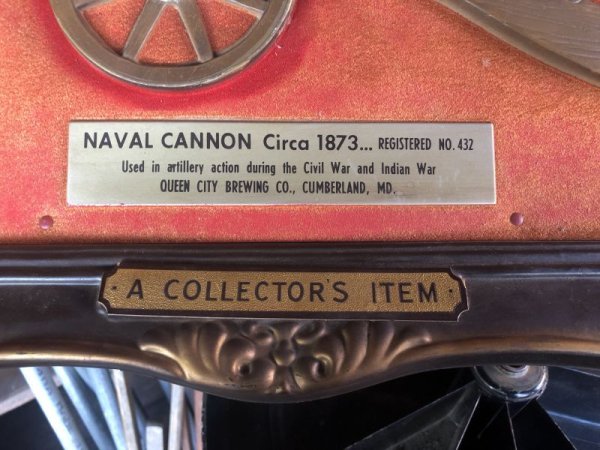 NAVAL CANNON Circa 1873... REGISTERED NO. 432
Used in artillery action during the Civil War and Indian War
QUEEN CITY BREWING CO., CUMBERLAND, MD.
· A COLLECTOR'S ITEM ·